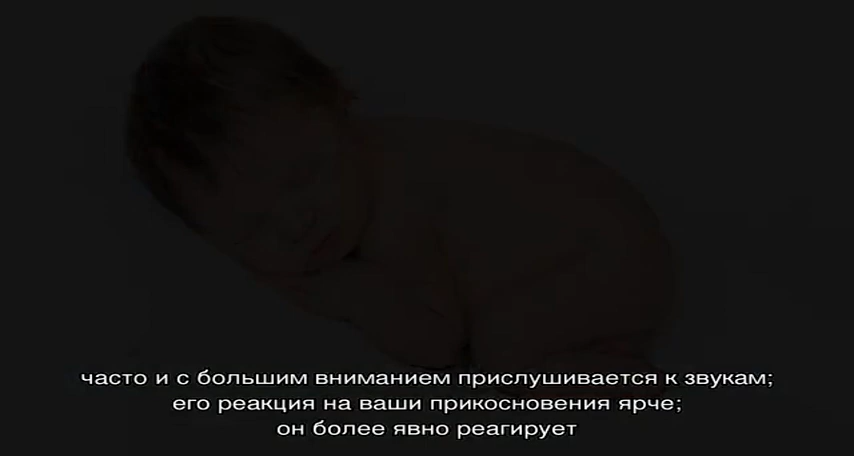 часто и с большим вниманием прислушивается к звукам;
его реакция на ваши прикосновения ярче;
он более явно реагирует